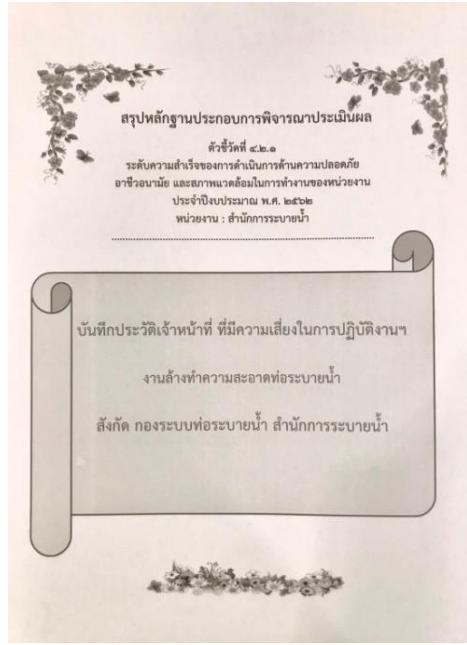 สรุปหลักฐานประกอบการพิจารณาประเมินผล
ตัวชี้วัดที่ ๔.๒.๑
ระดับความสำเร็จของการดำเนินการด้านความปลอดภัย
อาชีวอนามัย และสภาพแวดล้อมในการทำงานของหน่วยงาน
ประจำปีงบประมาณ พ.ศ. ๒๕๖๒
หน่วยงาน : สำนักการระบายน้ำ
บันทึกประวัติเจ้าหน้าที่ ที่มีความเสี่ยงในการปฏิบัติงานฯ
งานล้างทำความสะอาดท่อระบายน้ำ
สังกัด กองระบบท่อระบายน้ำ สำนักการระบายน้ำ